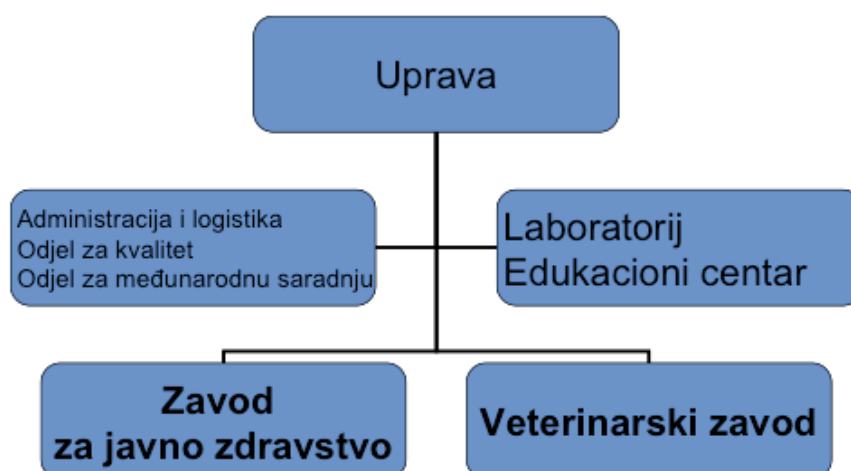 Uprava
Administracija i logistika
Odjel za kvalitet
Odjel za međunarodnu saradnju
Laboratorij
Edukacioni centar
Zavod
za javno zdravstvo
Veterinarski zavod